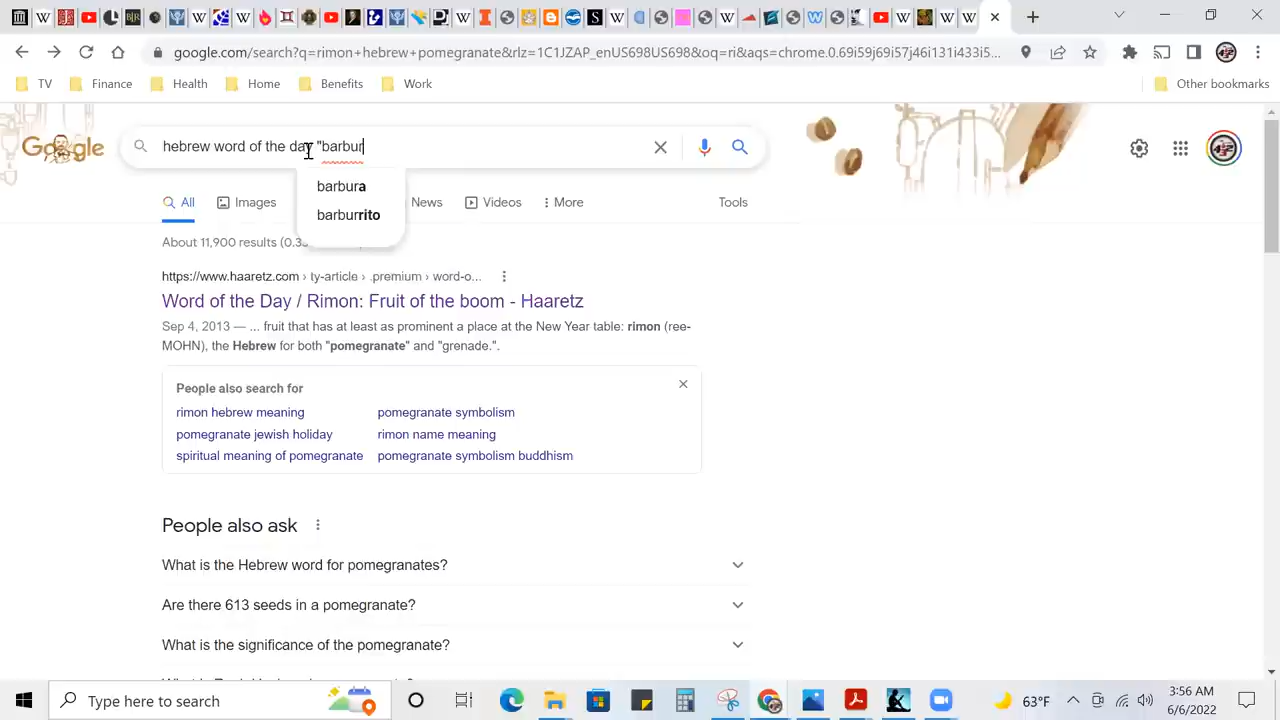 google.com/search?q=rimon+hebrew+pomegranate&rlz=1C1JZAP_enUS698US698&oq=ri&aqs=chrome.0.69i59j69i57j46i131i433i5...
TV Finance Health Home Benefits Work Other bookmarks
hebrew word of the day "barbur
barbura
barburrito
All Images News Videos More Tools
About 11,900 results (0.3
https://www.haaretz.com › ty-article › .premium › word-o...
Word of the Day / Rimon: Fruit of the boom - Haaretz
Sep 4, 2013 — ... fruit that has at least as prominent a place at the New Year table: rimon (ree-
MOHN), the Hebrew for both "pomegranate" and "grenade.".
People also search for
rimon hebrew meaning pomegranate symbolism
pomegranate jewish holiday rimon name meaning
spiritual meaning of pomegranate pomegranate symbolism buddhism
People also ask
What is the Hebrew word for pomegranates?
Are there 613 seeds in a pomegranate?
What is the significance of the pomegranate?
Type here to search
63°F
3:56 AM
6/6/2022